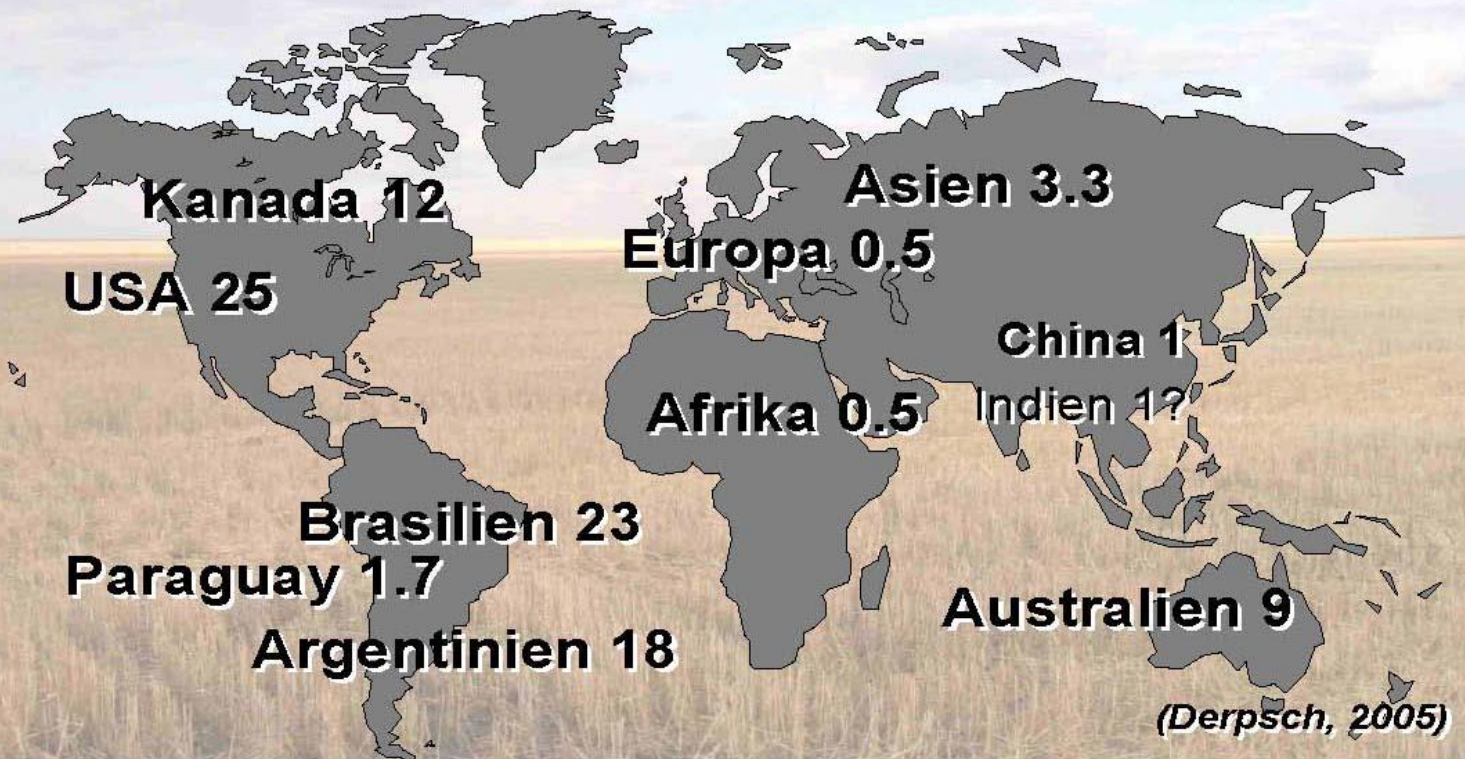 Kanada 12
Asien 3.3
Europa 0.5
USA 25
China 1
Indien 1?
Afrika 0.5
Brasilien 23
Paraguay 1.7
Australien 9
Argentinien 18
(Derpsch, 2005)